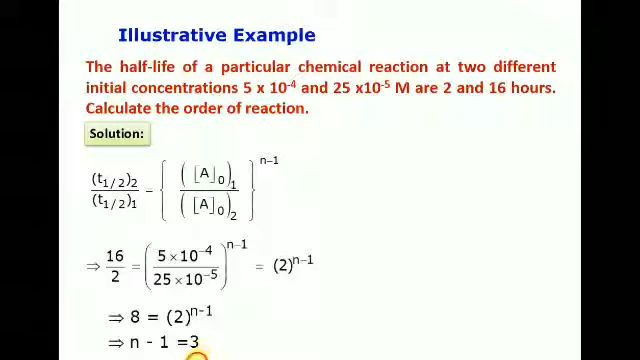 Illustrative Example
The half-life of a particular chemical reaction at two different
initial concentrations 5 x 10⁻⁴ and 25 x10⁻⁵ M are 2 and 16 hours.
Calculate the order of reaction.
Solution:
(t₁/₂)₂ / (t₁/₂)₁ = { ([A]₀)₁ / ([A]₀)₂ }ⁿ⁻¹
⇒ 16/2 = (5 × 10⁻⁴ / 25 × 10⁻⁵)ⁿ⁻¹ = (2)ⁿ⁻¹
⇒ 8 = (2)ⁿ⁻¹
⇒ n - 1 =3